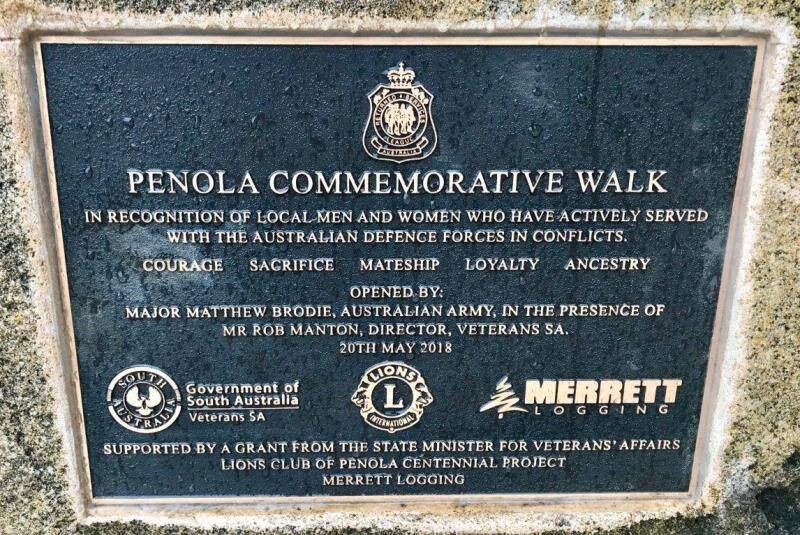 RETURNED & SERVICES
LEAGUE
AUSTRALIA
PENOLA COMMEMORATIVE WALK
IN RECOGNITION OF LOCAL MEN AND WOMEN WHO HAVE ACTIVELY SERVED
WITH THE AUSTRALIAN DEFENCE FORCES IN CONFLICTS.
COURAGE SACRIFICE MATESHIP LOYALTY ANCESTRY
OPENED BY:
MAJOR MATTHEW BRODIE, AUSTRALIAN ARMY, IN THE PRESENCE OF
MR ROB MANTON, DIRECTOR, VETERANS SA.
20TH MAY 2018
SOUTH
AUSTRALIA
Government of
South Australia
Veterans SA
LIONS
L
INTERNATIONAL
MERRETT
LOGGING
SUPPORTED BY A GRANT FROM THE STATE MINISTER FOR VETERANS' AFFAIRS
LIONS CLUB OF PENOLA CENTENNIAL PROJECT
MERRETT LOGGING